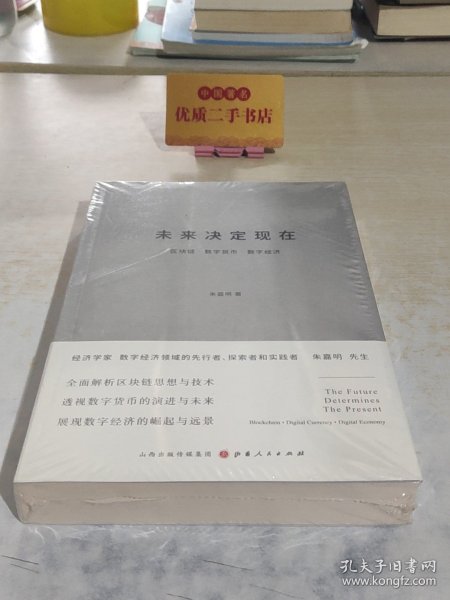 中国著名
优质二手书店
未来决定现在
区块链 数字货币 数字经济
朱嘉明 著
经济学家 数字经济领域的先行者、探索者和实践者 朱嘉明 先生
全面解析区块链思想与技术
透视数字货币的演进与未来
展现数字经济的崛起与远景
The Future
Determines
The Present
Blockchain · Digital Currency · Digital Economy
山西出版传媒集团 山西人民出版社
孔夫子旧书网
www.kongfz.com